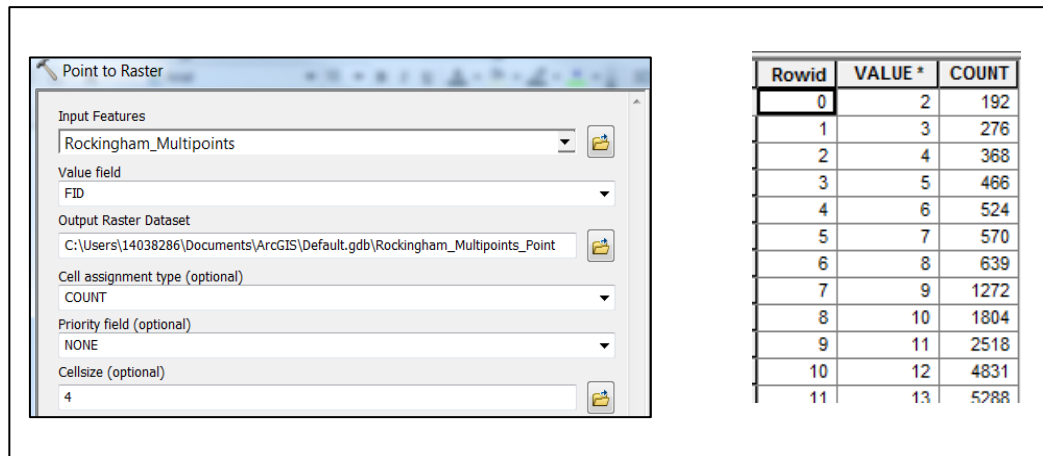 Point to Raster
Input Features
Rockingham_Multipoints
Value field
FID
Output Raster Dataset
C:\Users\14038286\Documents\ArcGIS\Default.gdb\Rockingham_Multipoints_Point
Cell assignment type (optional)
COUNT
Priority field (optional)
NONE
Cellsize (optional)
4
Rowid VALUE * COUNT
0 2 192
1 3 276
2 4 368
3 5 466
4 6 524
5 7 570
6 8 639
7 9 1272
8 10 1804
9 11 2518
10 12 4831
11 13 5288